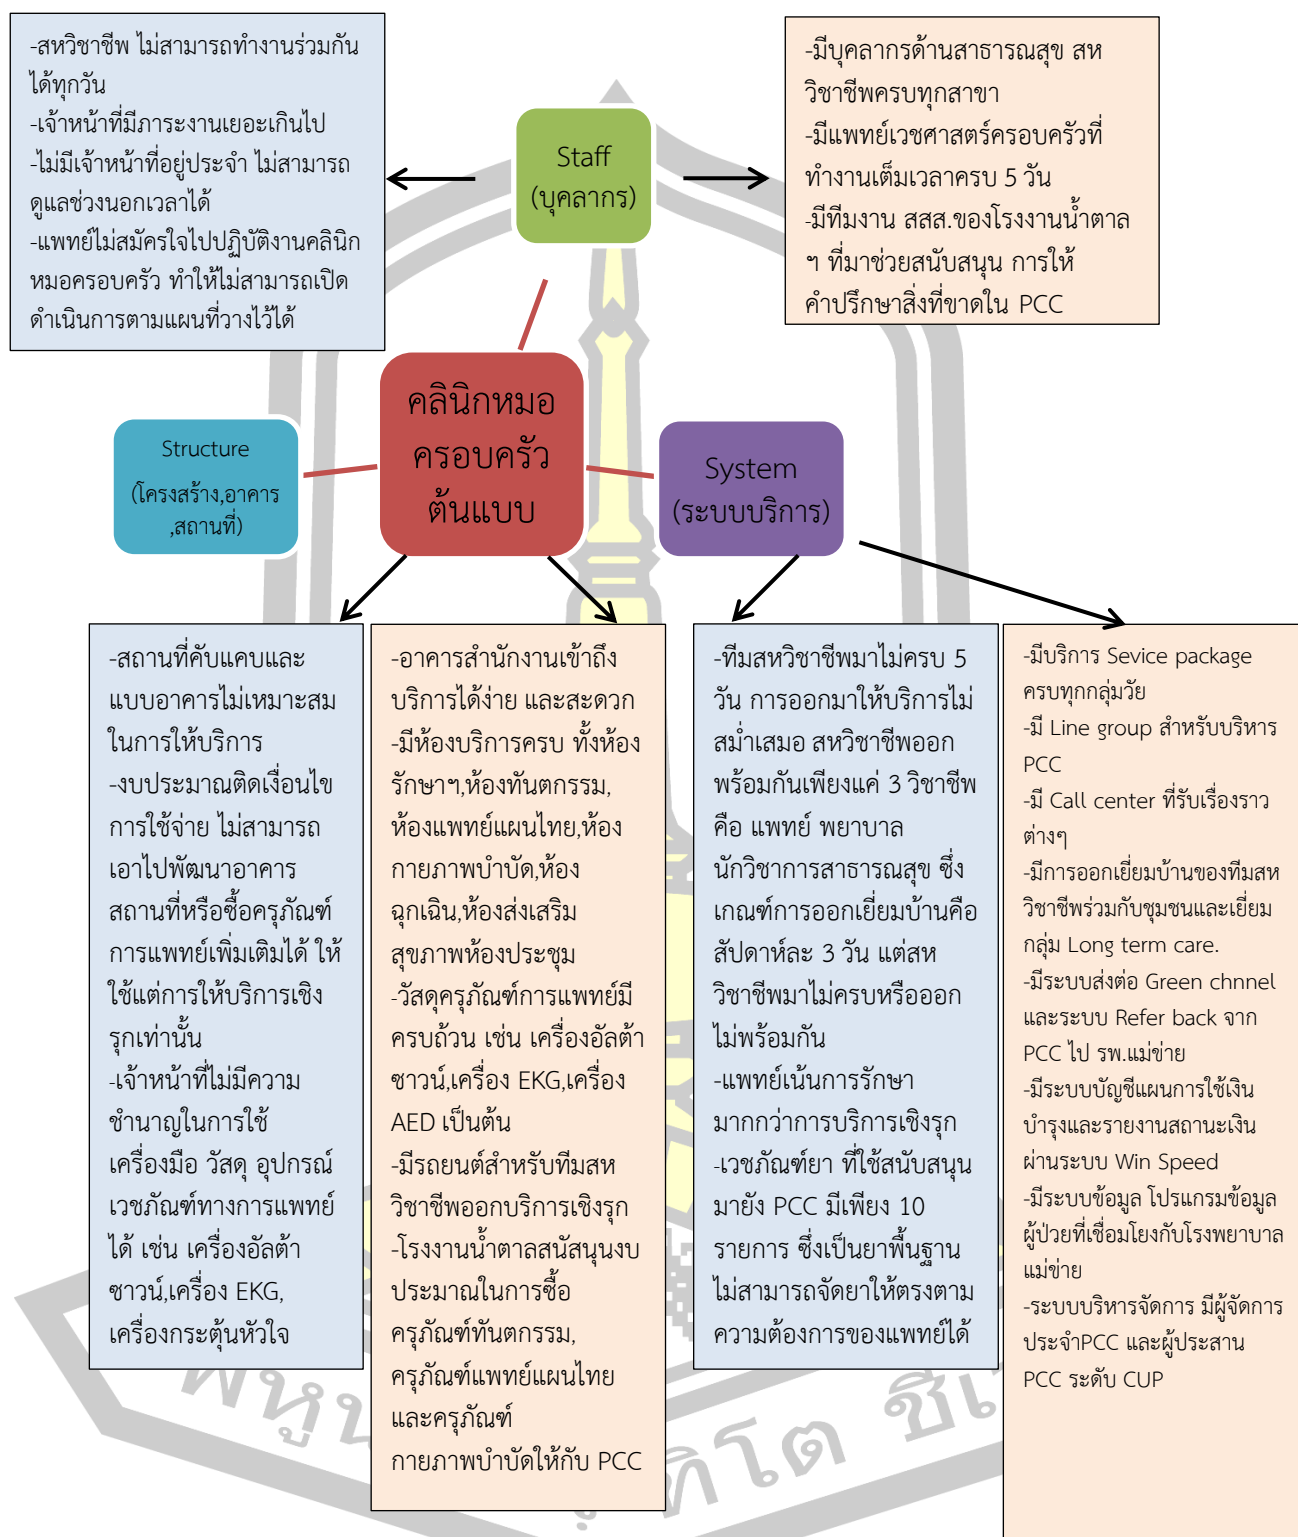 -สหวิชาชีพ ไม่สามารถทำงานร่วมกัน
ได้ทุกวัน
-เจ้าหน้าที่มีภาระงานเยอะเกินไป
-ไม่มีเจ้าหน้าที่อยู่ประจำ ไม่สามารถ
ดูแลช่วงนอกเวลาได้
-แพทย์ไม่สมัครใจไปปฏิบัติงานคลินิก
หมอครอบครัว ทำให้ไม่สามารถเปิด
ดำเนินการตามแผนที่วางไว้ได้
Staff
(บุคลากร)
-มีบุคลากรด้านสาธารณสุข สห
วิชาชีพครบทุกสาขา
-มีแพทย์เวชศาสตร์ครอบครัวที่
ทำงานเต็มเวลาครบ 5 วัน
-มีทีมงาน สสส.ของโรงงานน้ำตาล
ฯ ที่มาช่วยสนับสนุน การให้
คำปรึกษาสิ่งที่ขาดใน PCC
Structure
(โครงสร้าง,อาคาร
,สถานที่)
คลินิกหมอ
ครอบครัว
ต้นแบบ
System
(ระบบบริการ)
-สถานที่คับแคบและ
แบบอาคารไม่เหมาะสม
ในการให้บริการ
-งบประมาณติดเงื่อนไข
การใช้จ่าย ไม่สามารถ
เอาไปพัฒนาอาคาร
สถานที่หรือซื้อครุภัณฑ์
การแพทย์เพิ่มเติมได้ ให้
ใช้แต่การให้บริการเชิง
รุกเท่านั้น
-เจ้าหน้าที่ไม่มีความ
ชำนาญในการใช้
เครื่องมือ วัสดุ อุปกรณ์
เวชภัณฑ์ทางการแพทย์
ได้ เช่น เครื่องอัลต้า
ซาวน์,เครื่อง EKG,
เครื่องกระตุ้นหัวใจ
-อาคารสำนักงานเข้าถึง
บริการได้ง่าย และสะดวก
-มีห้องบริการครบ ทั้งห้อง
รักษาฯ,ห้องทันตกรรม,
ห้องแพทย์แผนไทย,ห้อง
กายภาพบำบัด,ห้อง
ฉุกเฉิน,ห้องส่งเสริม
สุขภาพห้องประชุม
-วัสดุครุภัณฑ์การแพทย์มี
ครบถ้วน เช่น เครื่องอัลต้า
ซาวน์,เครื่อง EKG,เครื่อง
AED เป็นต้น
-มีรถยนต์สำหรับทีมสห
วิชาชีพออกบริการเชิงรุก
-โรงงานน้ำตาลสนัสนุนงบ
ประมาณในการซื้อ
ครุภัณฑ์ทันตกรรม,
ครุภัณฑ์แพทย์แผนไทย
และครุภัณฑ์
กายภาพบำบัดให้กับ PCC
-ทีมสหวิชาชีพมาไม่ครบ 5
วัน การออกมาให้บริการไม่
สม่ำเสมอ สหวิชาชีพออก
พร้อมกันเพียงแค่ 3 วิชาชีพ
คือ แพทย์ พยาบาล
นักวิชาการสาธารณสุข ซึ่ง
เกณฑ์การออกเยี่ยมบ้านคือ
สัปดาห์ละ 3 วัน แต่สห
วิชาชีพมาไม่ครบหรือออก
ไม่พร้อมกัน
-แพทย์เน้นการรักษา
มากกว่าการบริการเชิงรุก
-เวชภัณฑ์ยา ที่ใช้สนับสนุน
มายัง PCC มีเพียง 10
รายการ ซึ่งเป็นยาพื้นฐาน
ไม่สามารถจัดยาให้ตรงตาม
ความต้องการของแพทย์ได้
-มีบริการ Sevice package
ครบทุกกลุ่มวัย
-มี Line group สำหรับบริหาร
PCC
-มี Call center ที่รับเรื่องราว
ต่างๆ
-มีการออกเยี่ยมบ้านของทีมสห
วิชาชีพร่วมกับชุมชนและเยี่ยม
กลุ่ม Long term care.
-มีระบบส่งต่อ Green chnnel
และระบบ Refer back จาก
PCC ไป รพ.แม่ข่าย
-มีระบบบัญชีแผนการใช้เงิน
บำรุงและรายงานสถานะเงิน
ผ่านระบบ Win Speed
-มีระบบข้อมูล โปรแกรมข้อมูล
ผู้ป่วยที่เชื่อมโยงกับโรงพยาบาล
แม่ข่าย
-ระบบบริหารจัดการ มีผู้จัดการ
ประจำPCC และผู้ประสาน
PCC ระดับ CUP